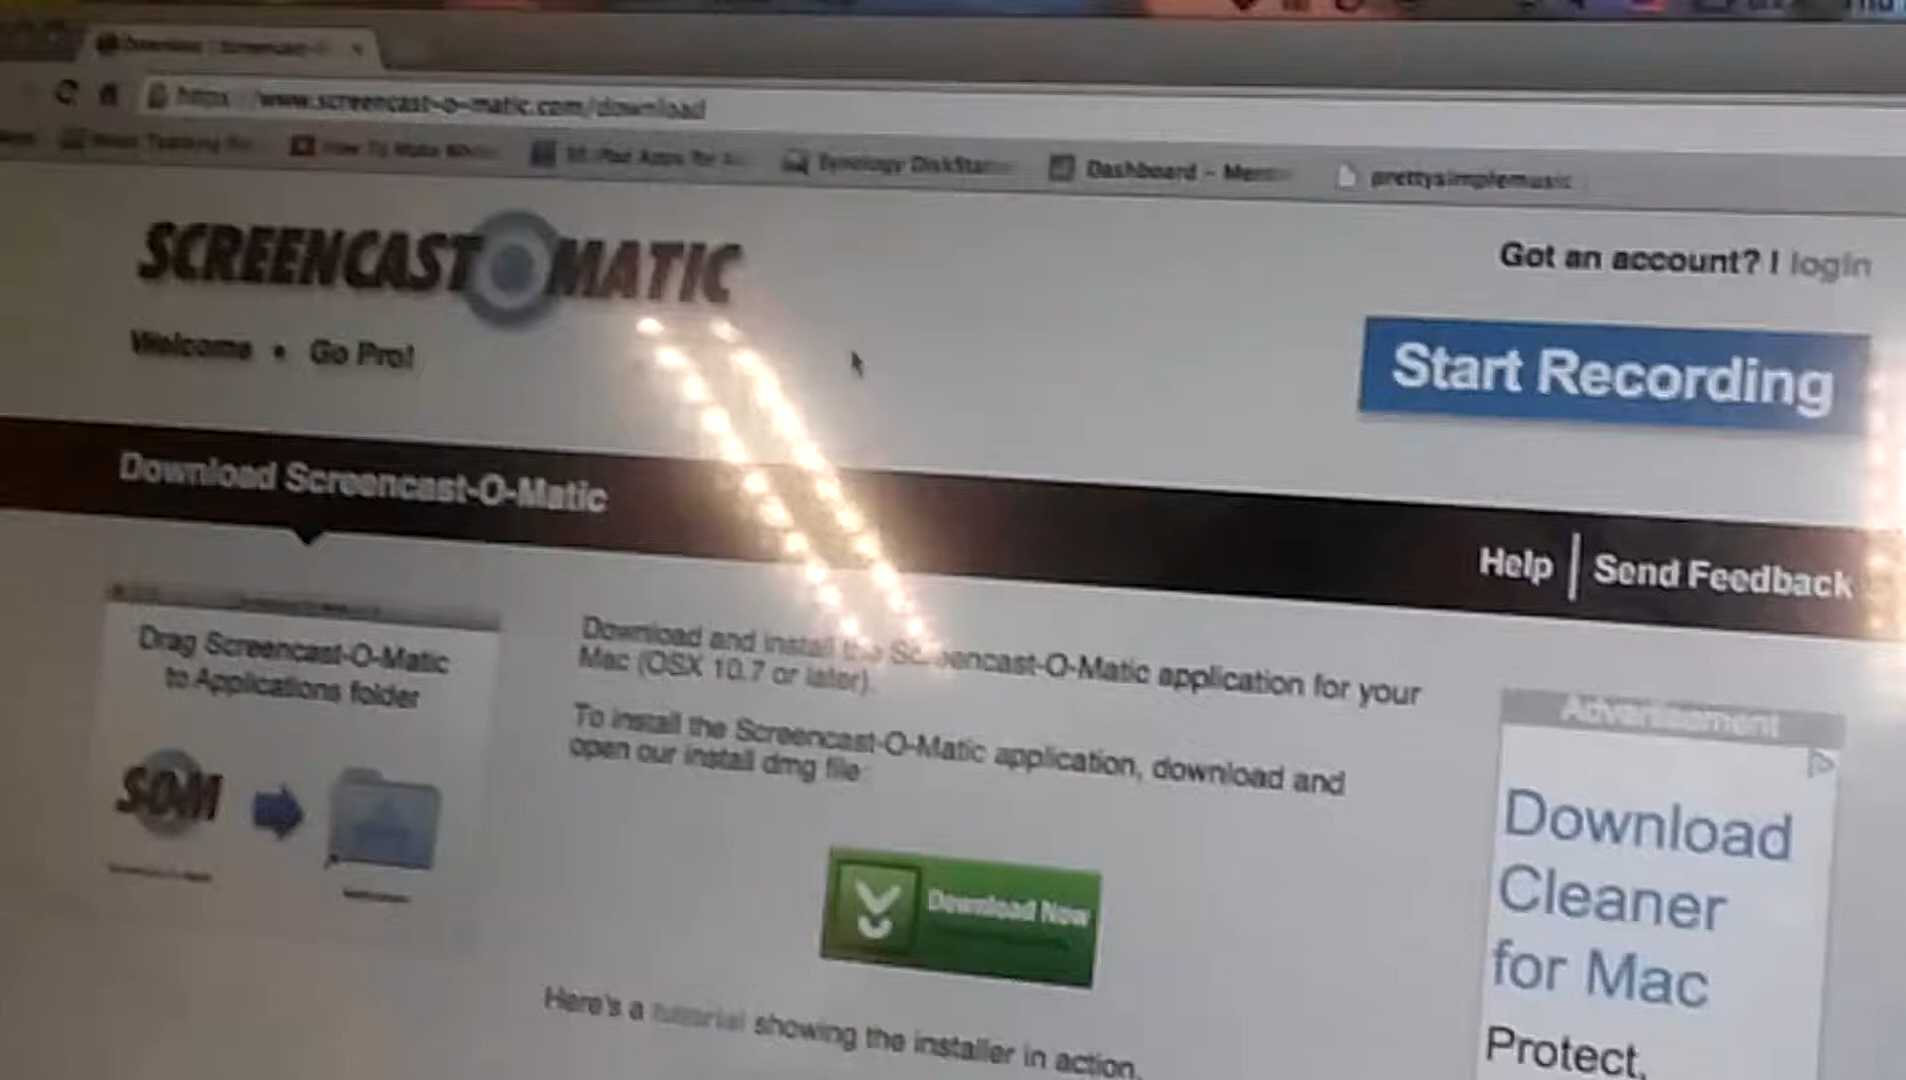 https://www.screencast-o-matic.com/download
Synology DiskStat
Dashboard - Ment
prettysimplemusic
SCREENCAST O MATIC
Got an account? | login
Welcome • Go Pro!
Start Recording
Download Screencast-O-Matic
Help | Send Feedback
Drag Screencast-O-Matic
to Applications folder
SOM
Download and install the Screencast-O-Matic application for your
Mac (OSX 10.7 or later).
To install the Screencast-O-Matic application, download and
open our install dmg file:
Download Now
Here's a tutorial showing the installer in action.
Advertisement
Download
Cleaner
for Mac
Protect,